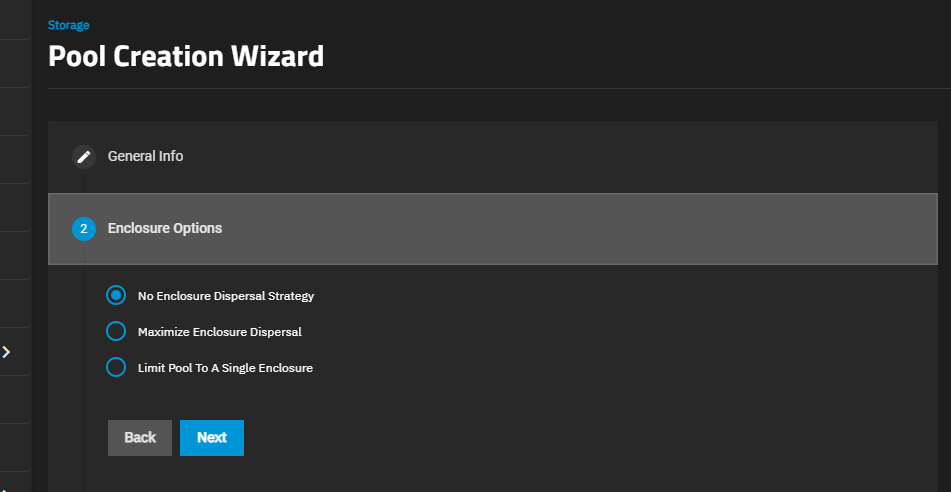 Storage
Pool Creation Wizard
General Info
2 Enclosure Options
No Enclosure Dispersal Strategy
Maximize Enclosure Dispersal
Limit Pool To A Single Enclosure
Back Next